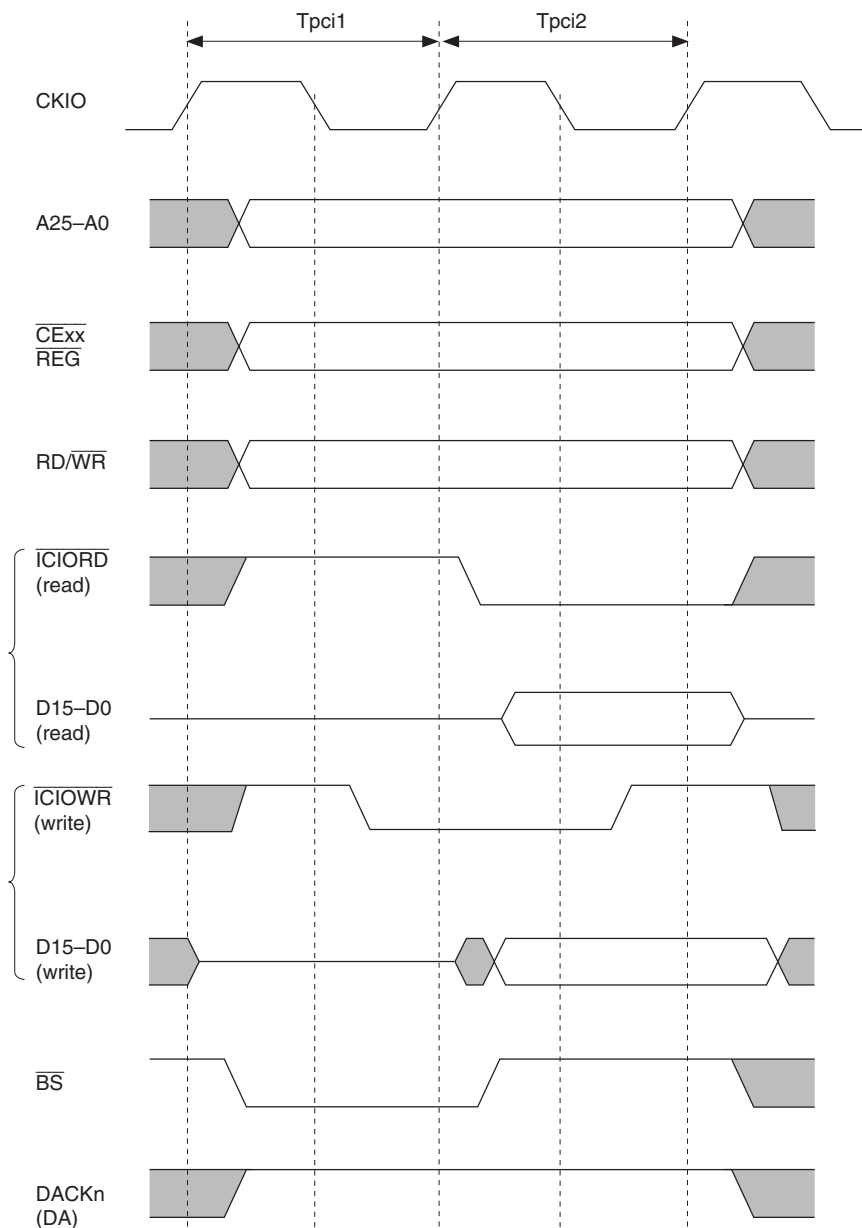 Tpci1 Tpci2
CKIO
A25–A0
CExx
REG
RD/WR
ICIORD
(read)
D15–D0
(read)
ICIOWR
(write)
D15–D0
(write)
BS
DACKn
(DA)